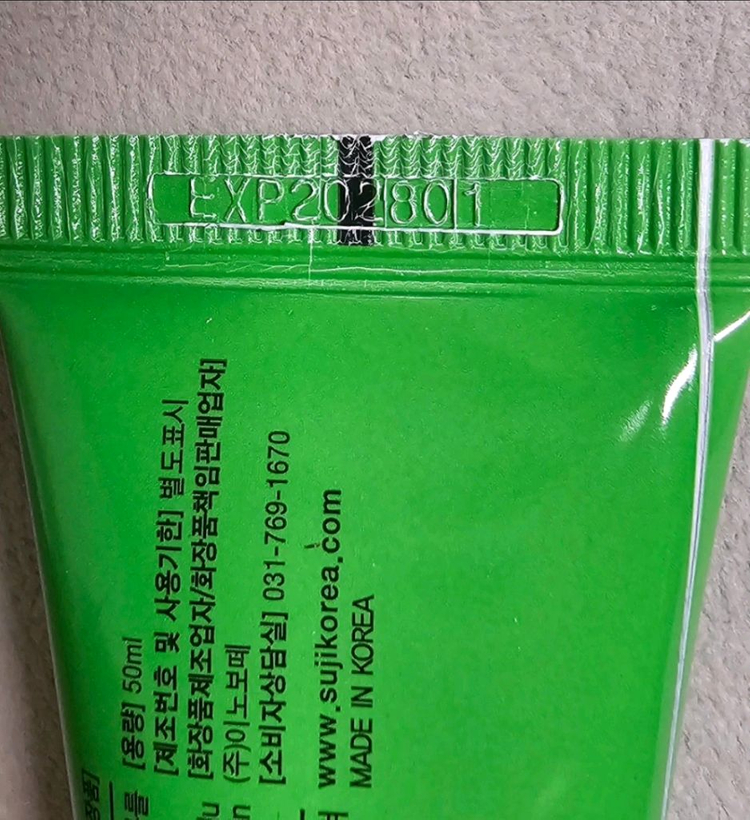 EXP202801
[용량] 50ml
[제조번호 및 사용기한] 별도표시
[화장품제조업자/화장품책임판매업자]
(주)이노보떼
[소비자상담실] 031-769-1670
www.sujikorea.com
MADE IN KOREA